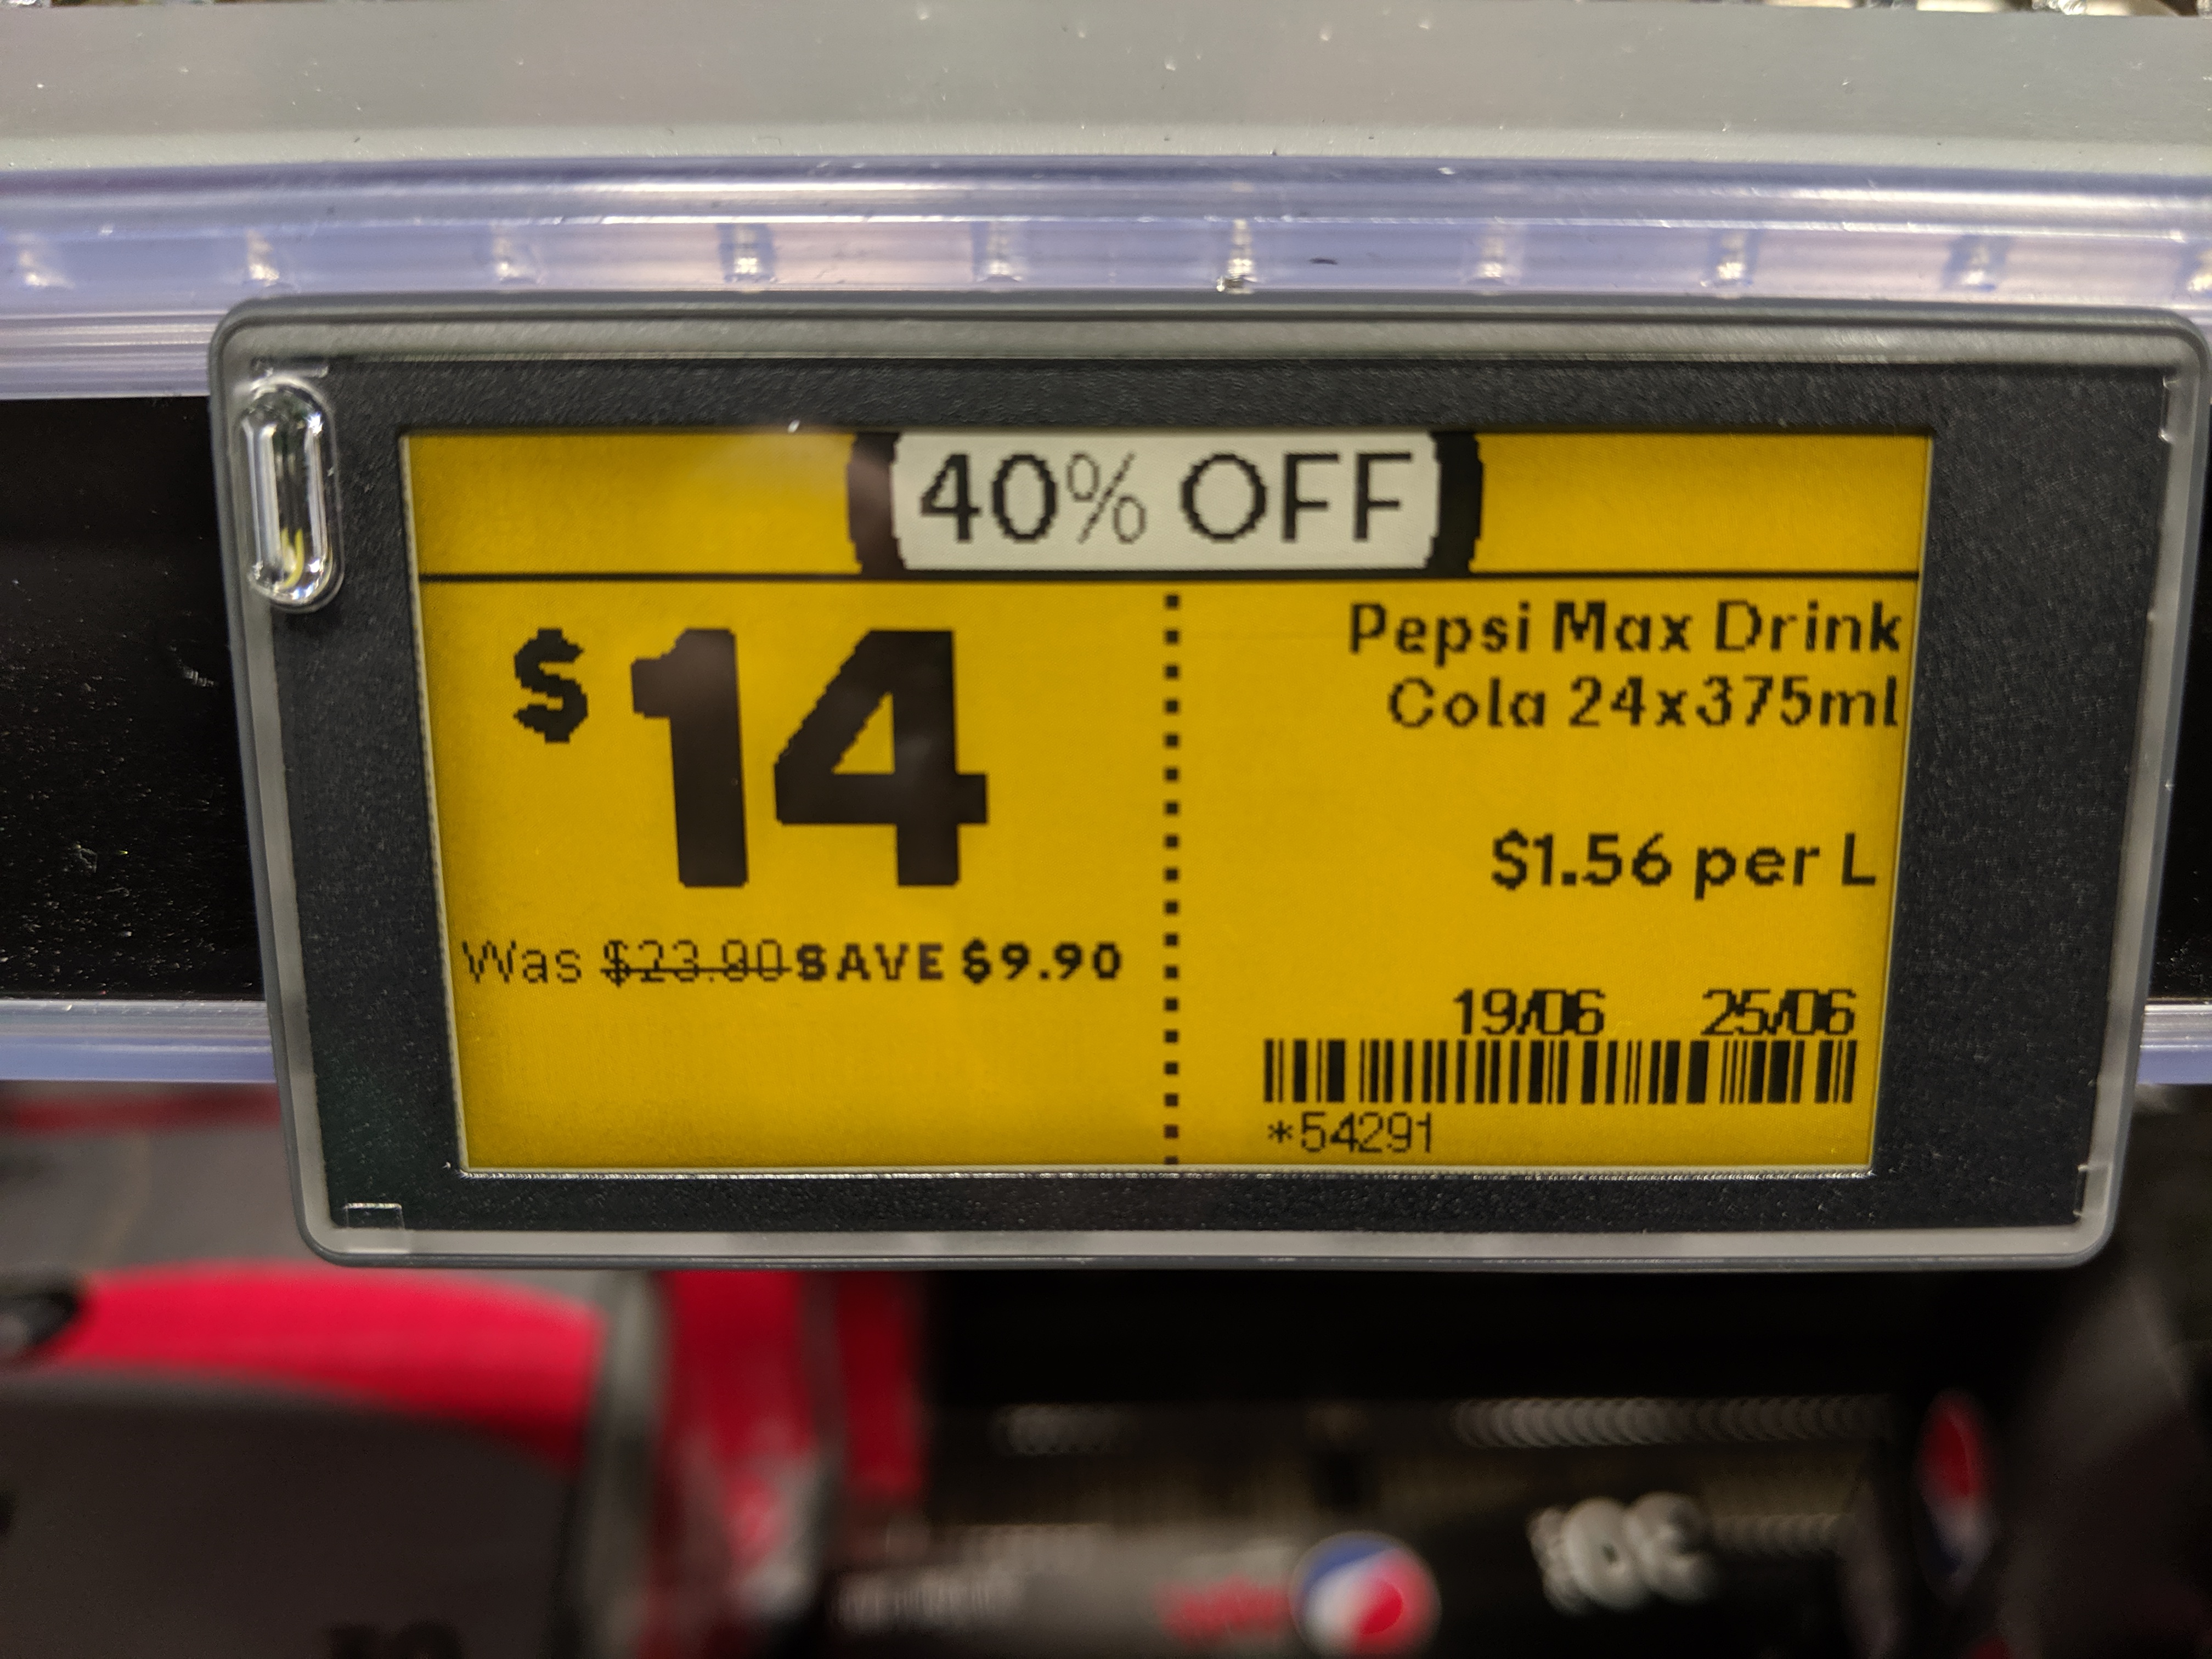 40% OFF
$14
Was $23.90 SAVE $9.90
Pepsi Max Drink
Cola 24x375ml
$1.56 per L
19/06 25/06
*54291